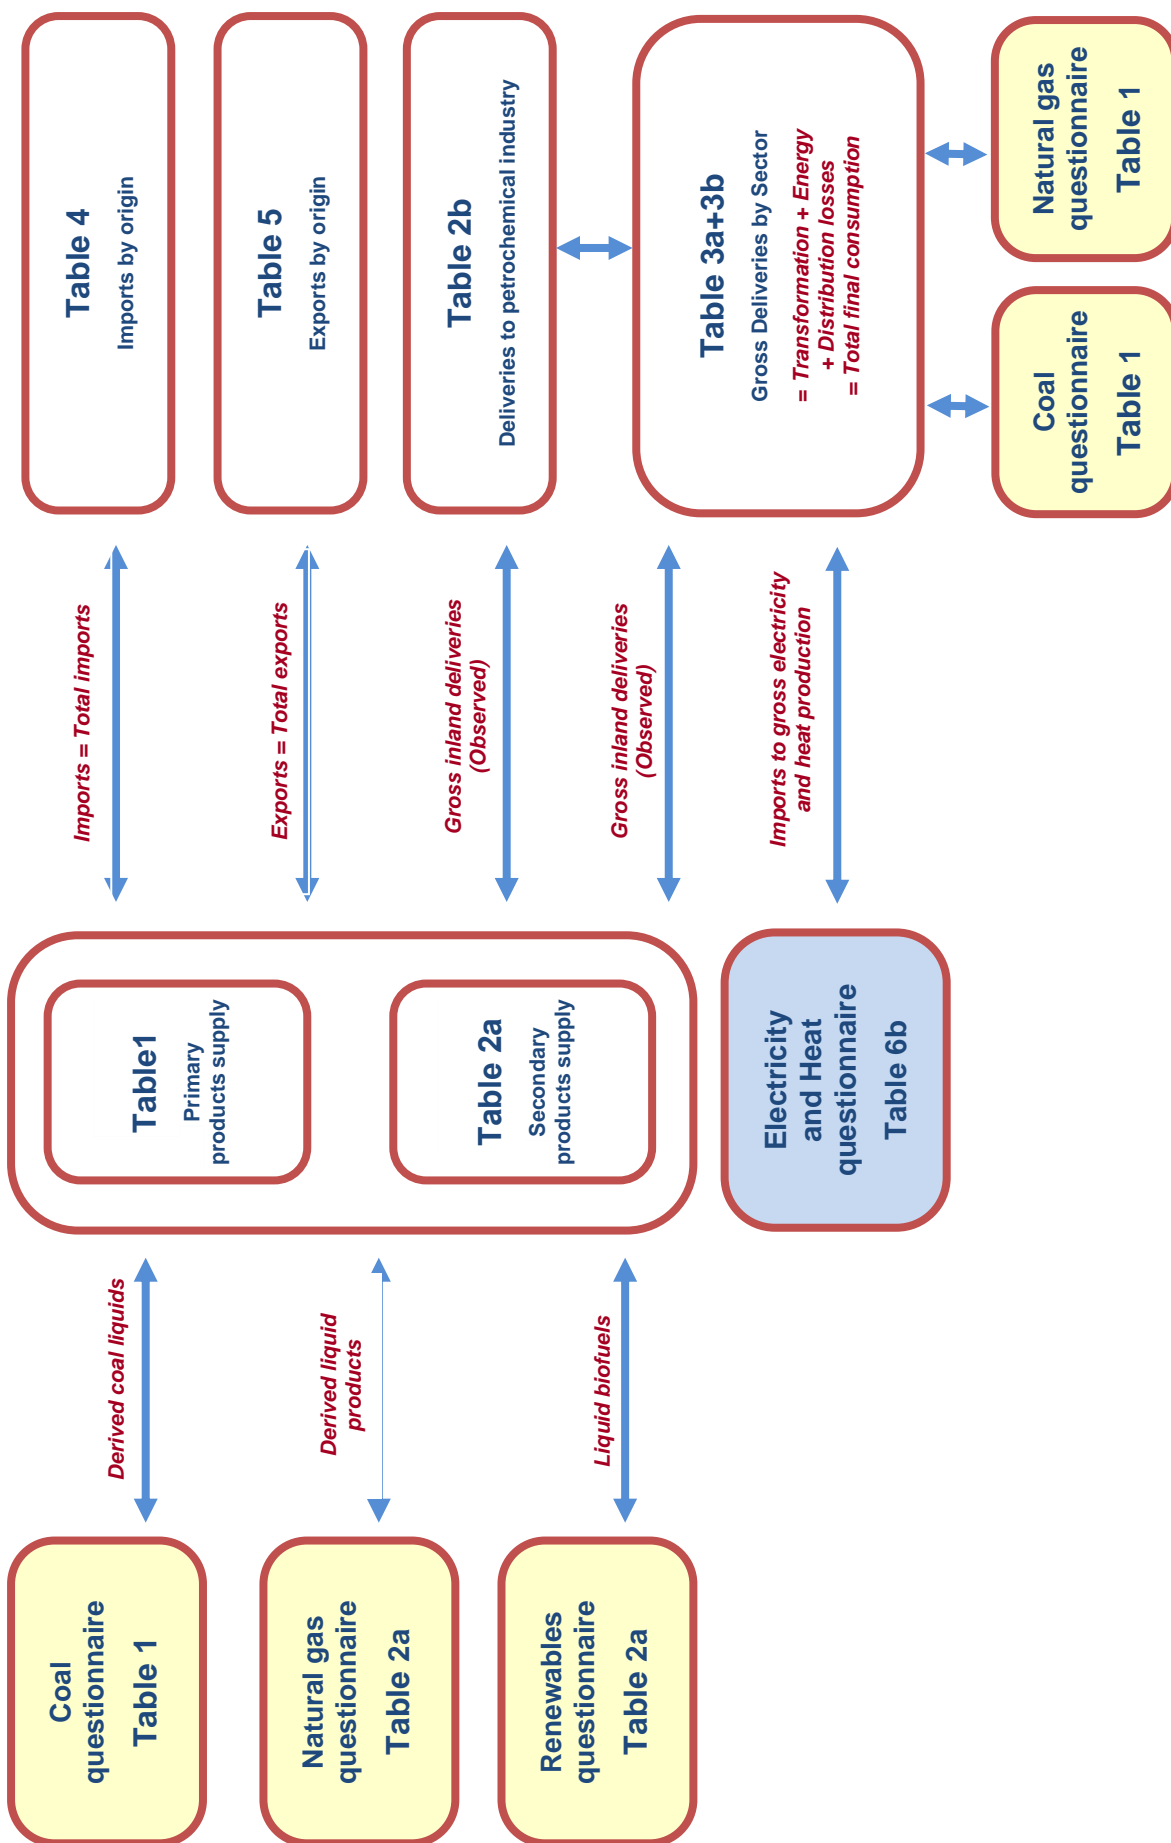 Coal
questionnaire
Table 1
Natural gas
questionnaire
Table 2a
Renewables
questionnaire
Table 2a
Derived coal liquids
Derived liquid
products
Liquid biofuels
Table1
Primary
products supply
Table 2a
Secondary
products supply
Electricity
and Heat
questionnaire
Table 6b
Imports = Total imports
Exports = Total exports
Gross inland deliveries
(Observed)
Gross inland deliveries
(Observed)
Imports to gross electricity
and heat production
Table 4
Imports by origin
Table 5
Exports by origin
Table 2b
Deliveries to petrochemical industry
Table 3a+3b
Gross Deliveries by Sector
= Transformation + Energy
+ Distribution losses
= Total final consumption
Coal
questionnaire
Table 1
Natural gas
questionnaire
Table 1